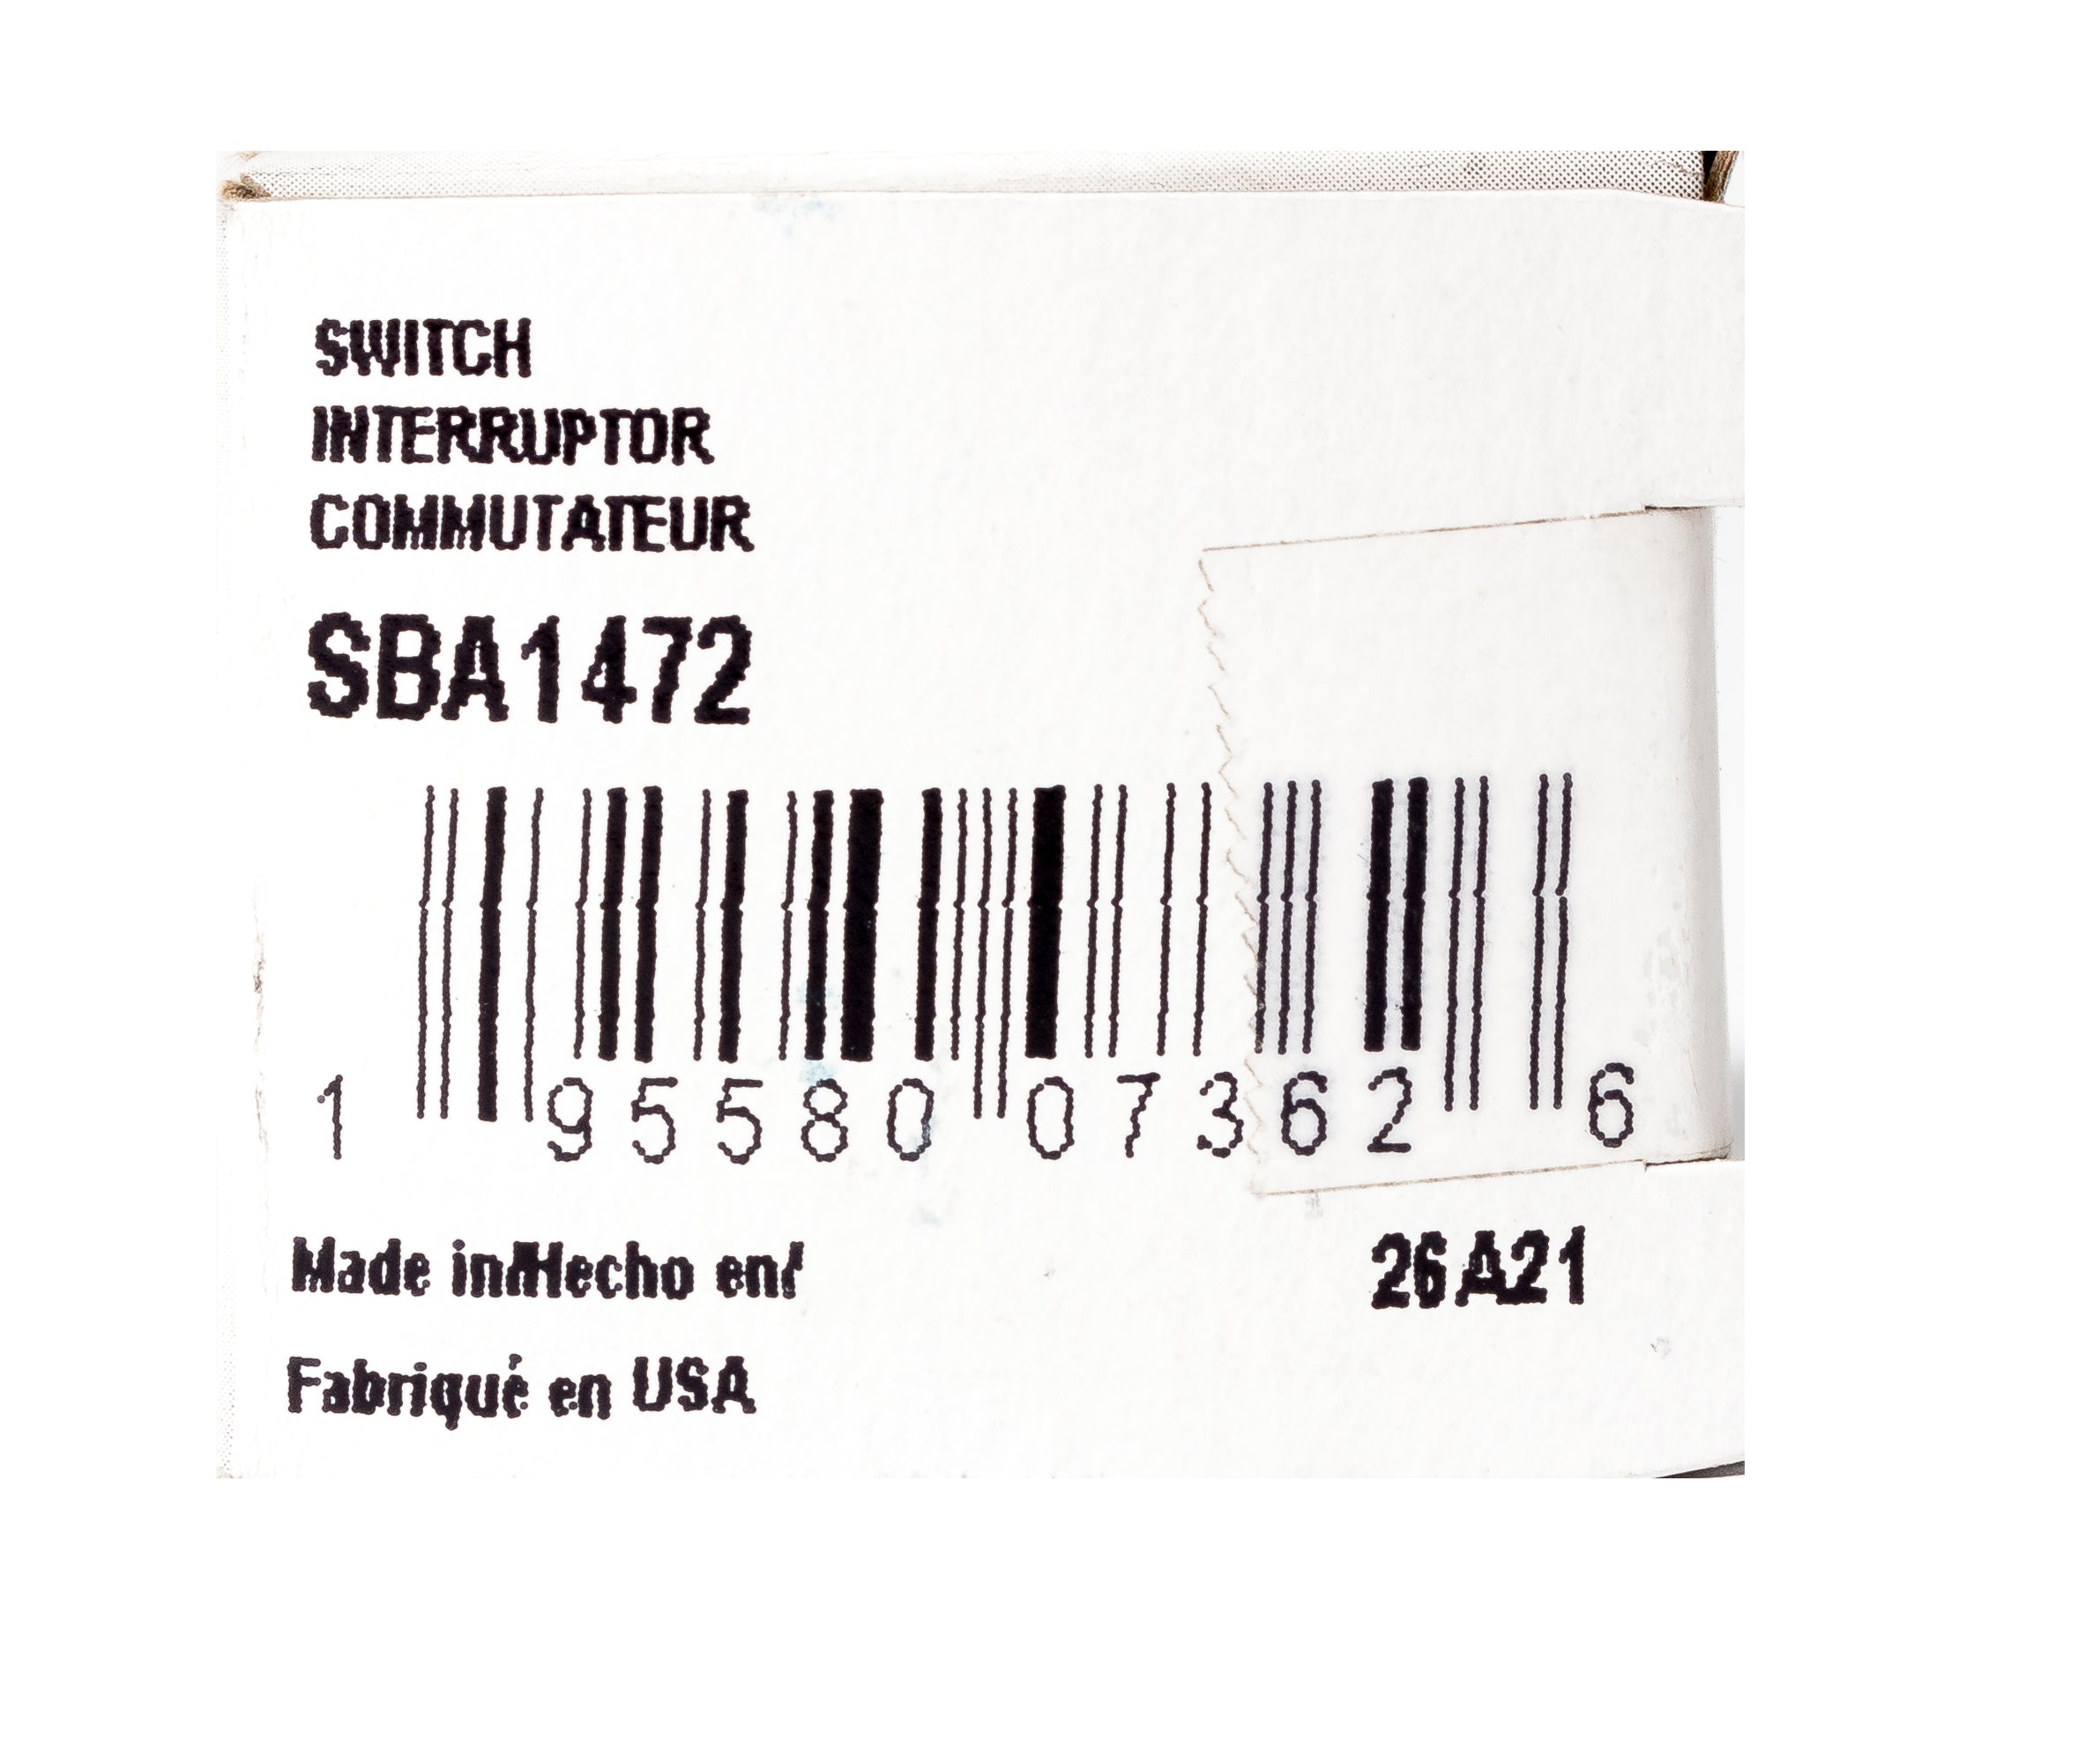 SWITCH
INTERRUPTOR
COMMUTATEUR
SBA1472
1 95580 07362 6
Made in/Hecho en/
26A21
Fabriqué en USA